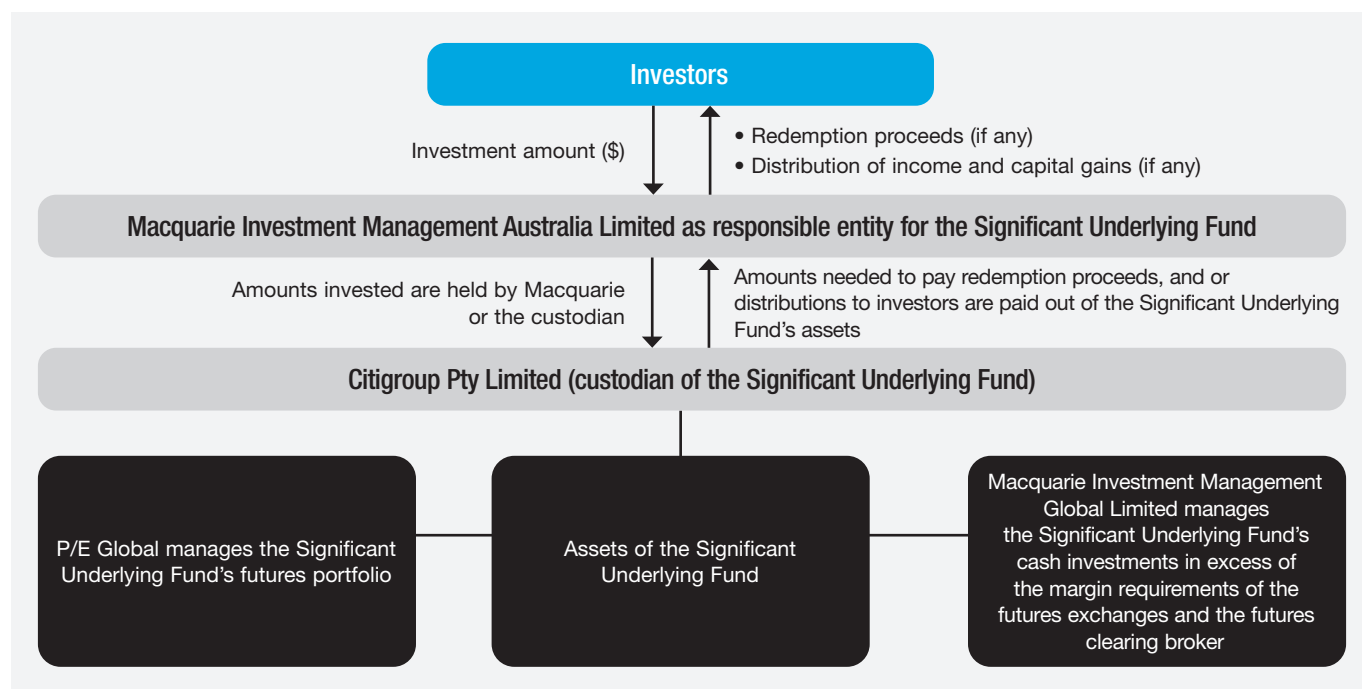 Investors
Investment amount ($)
• Redemption proceeds (if any)
• Distribution of income and capital gains (if any)
Macquarie Investment Management Australia Limited as responsible entity for the Significant Underlying Fund
Amounts invested are held by Macquarie
or the custodian
Amounts needed to pay redemption proceeds, and or
distributions to investors are paid out of the Significant Underlying
Fund's assets
Citigroup Pty Limited (custodian of the Significant Underlying Fund)
P/E Global manages the Significant
Underlying Fund's futures portfolio
Assets of the Significant
Underlying Fund
Macquarie Investment Management
Global Limited manages
the Significant Underlying Fund's
cash investments in excess of
the margin requirements of the
futures exchanges and the futures
clearing broker